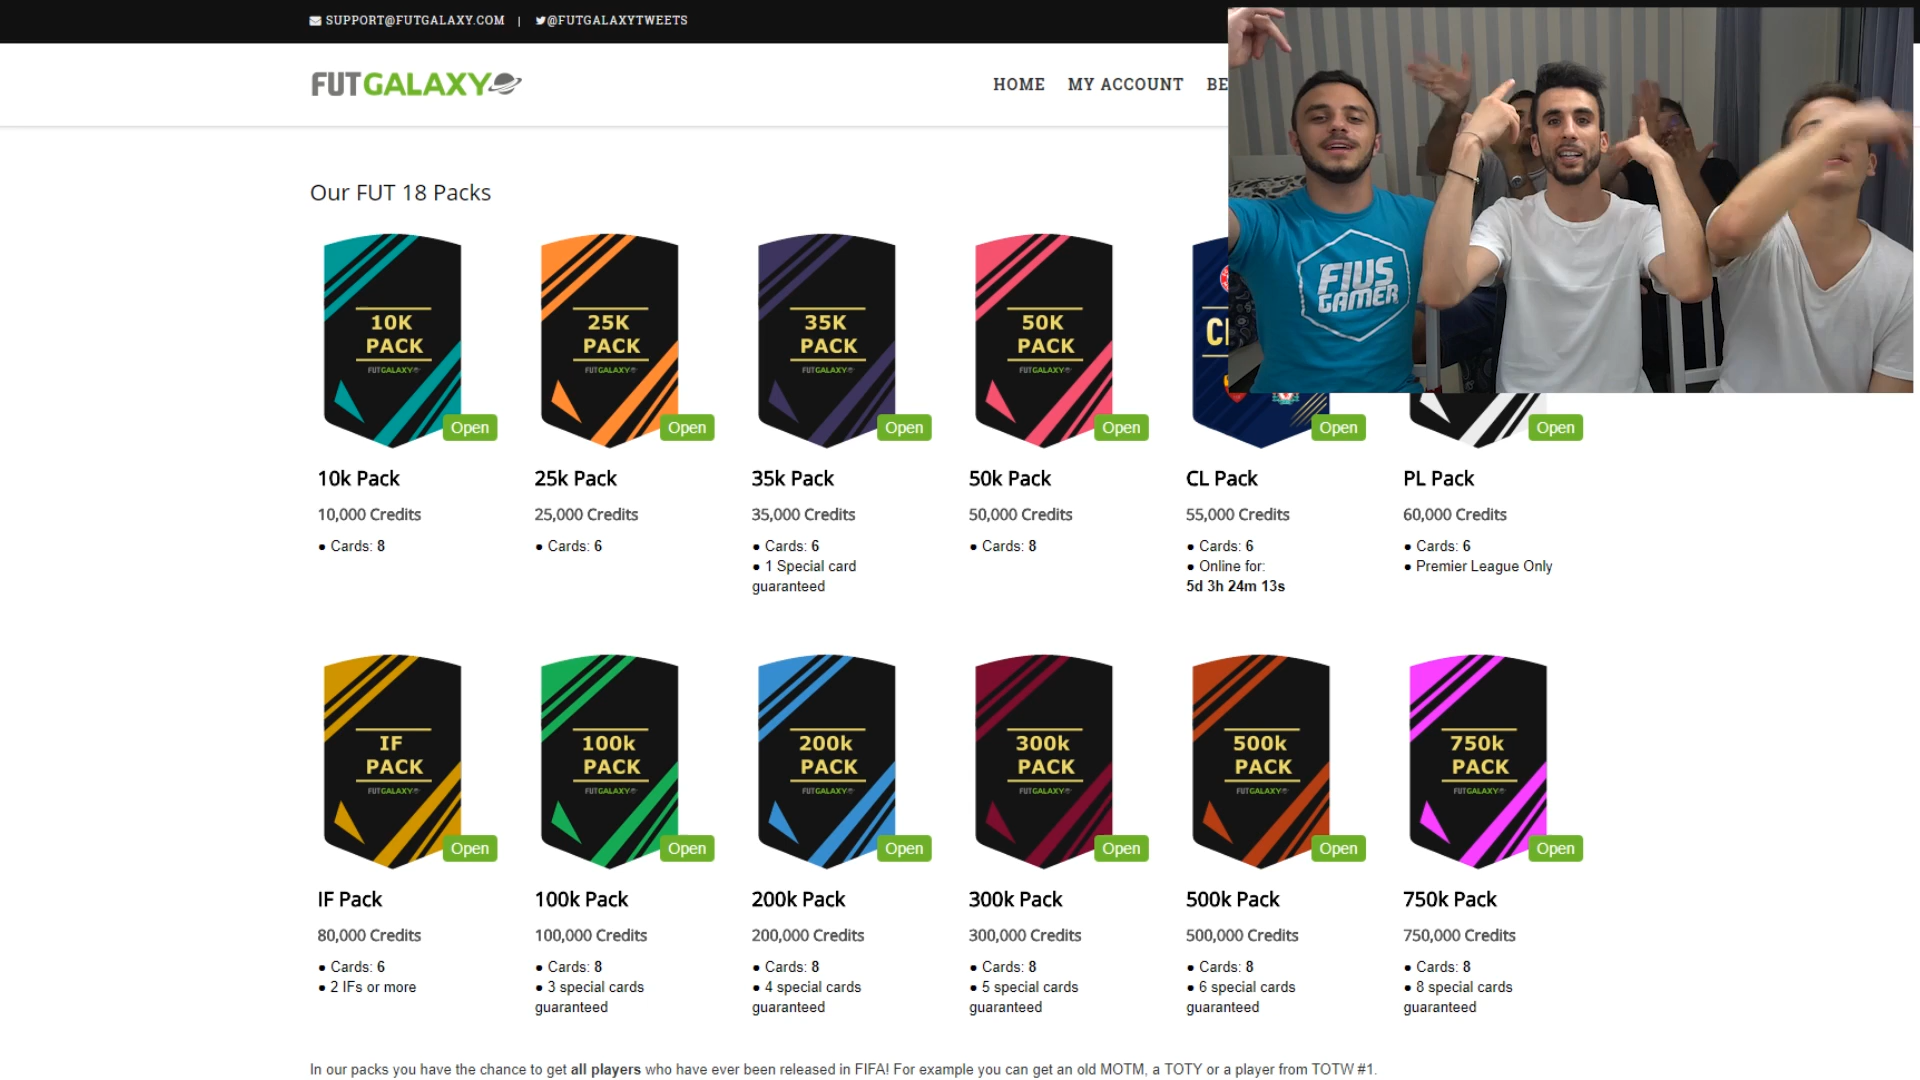 SUPPORT@FUTGALAXY.COM | @FUTGALAXYTWEETS
FUTGALAXY
HOME MY ACCOUNT BE
FIUS
GAMER
Our FUT 18 Packs
10K
PACK
FUTGALAXY
Open
25K
PACK
FUTGALAXY
Open
35K
PACK
FUTGALAXY
Open
50K
PACK
FUTGALAXY
Open
Open
Open
10k Pack
10,000 Credits
● Cards: 8
25k Pack
25,000 Credits
● Cards: 6
35k Pack
35,000 Credits
● Cards: 6
● 1 Special card
guaranteed
50k Pack
50,000 Credits
● Cards: 8
CL Pack
55,000 Credits
● Cards: 6
● Online for:
5d 3h 24m 13s
PL Pack
60,000 Credits
● Cards: 6
● Premier League Only
IF
PACK
FUTGALAXY
Open
100k
PACK
FUTGALAXY
Open
200k
PACK
FUTGALAXY
Open
300k
PACK
FUTGALAXY
Open
500k
PACK
FUTGALAXY
Open
750k
PACK
FUTGALAXY
Open
IF Pack
80,000 Credits
● Cards: 6
● 2 IFs or more
100k Pack
100,000 Credits
● Cards: 8
● 3 special cards
guaranteed
200k Pack
200,000 Credits
● Cards: 8
● 4 special cards
guaranteed
300k Pack
300,000 Credits
● Cards: 8
● 5 special cards
guaranteed
500k Pack
500,000 Credits
● Cards: 8
● 6 special cards
guaranteed
750k Pack
750,000 Credits
● Cards: 8
● 8 special cards
guaranteed
In our packs you have the chance to get all players who have ever been released in FIFA! For example you can get an old MOTM, a TOTY or a player from TOTW #1.